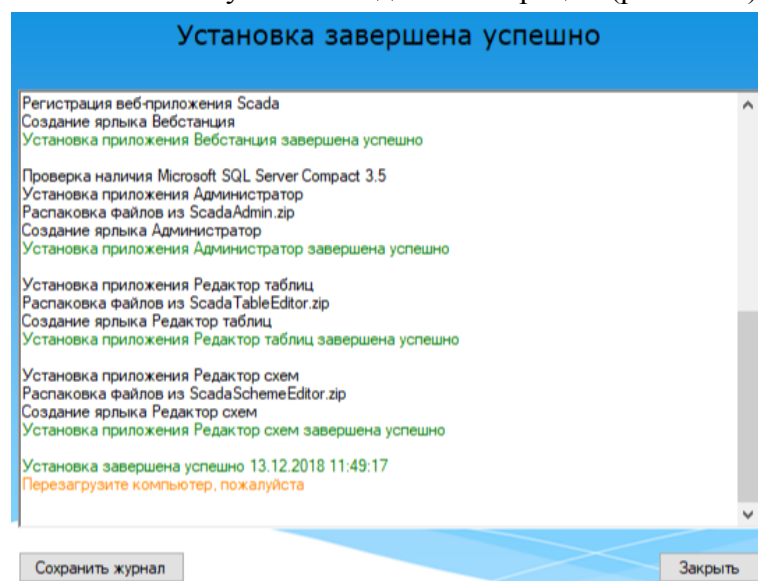 Установка завершена успешно
Регистрация веб-приложения Scada
Создание ярлыка Вебстанция
Установка приложения Вебстанция завершена успешно
Проверка наличия Microsoft SQL Server Compact 3.5
Установка приложения Администратор
Распаковка файлов из ScadaAdmin.zip
Создание ярлыка Администратор
Установка приложения Администратор завершена успешно
Установка приложения Редактор таблиц
Распаковка файлов из ScadaTableEditor.zip
Создание ярлыка Редактор таблиц
Установка приложения Редактор таблиц завершена успешно
Установка приложения Редактор схем
Распаковка файлов из ScadaSchemeEditor.zip
Создание ярлыка Редактор схем
Установка приложения Редактор схем завершена успешно
Установка завершена успешно 13.12.2018 11:49:17
Перезагрузите компьютер, пожалуйста
Сохранить журнал
Закрыть